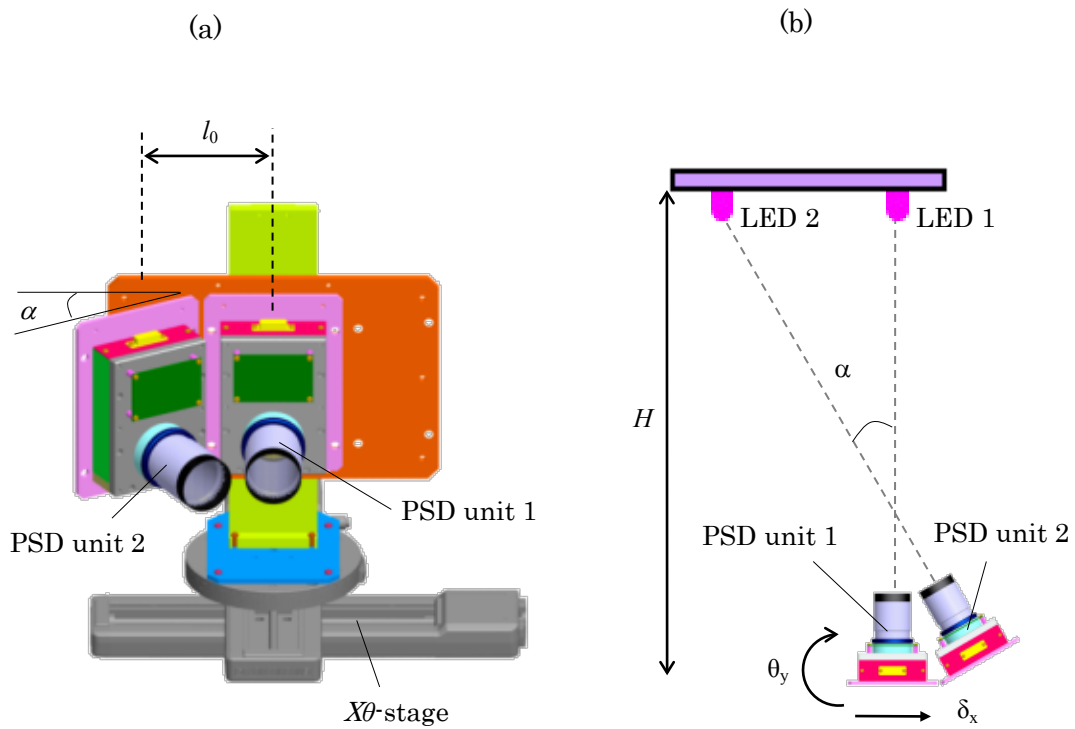 (a)
l0
α
PSD unit 2
PSD unit 1
Xθ-stage
(b)
LED 2
LED 1
α
H
PSD unit 1
PSD unit 2
θy
δx